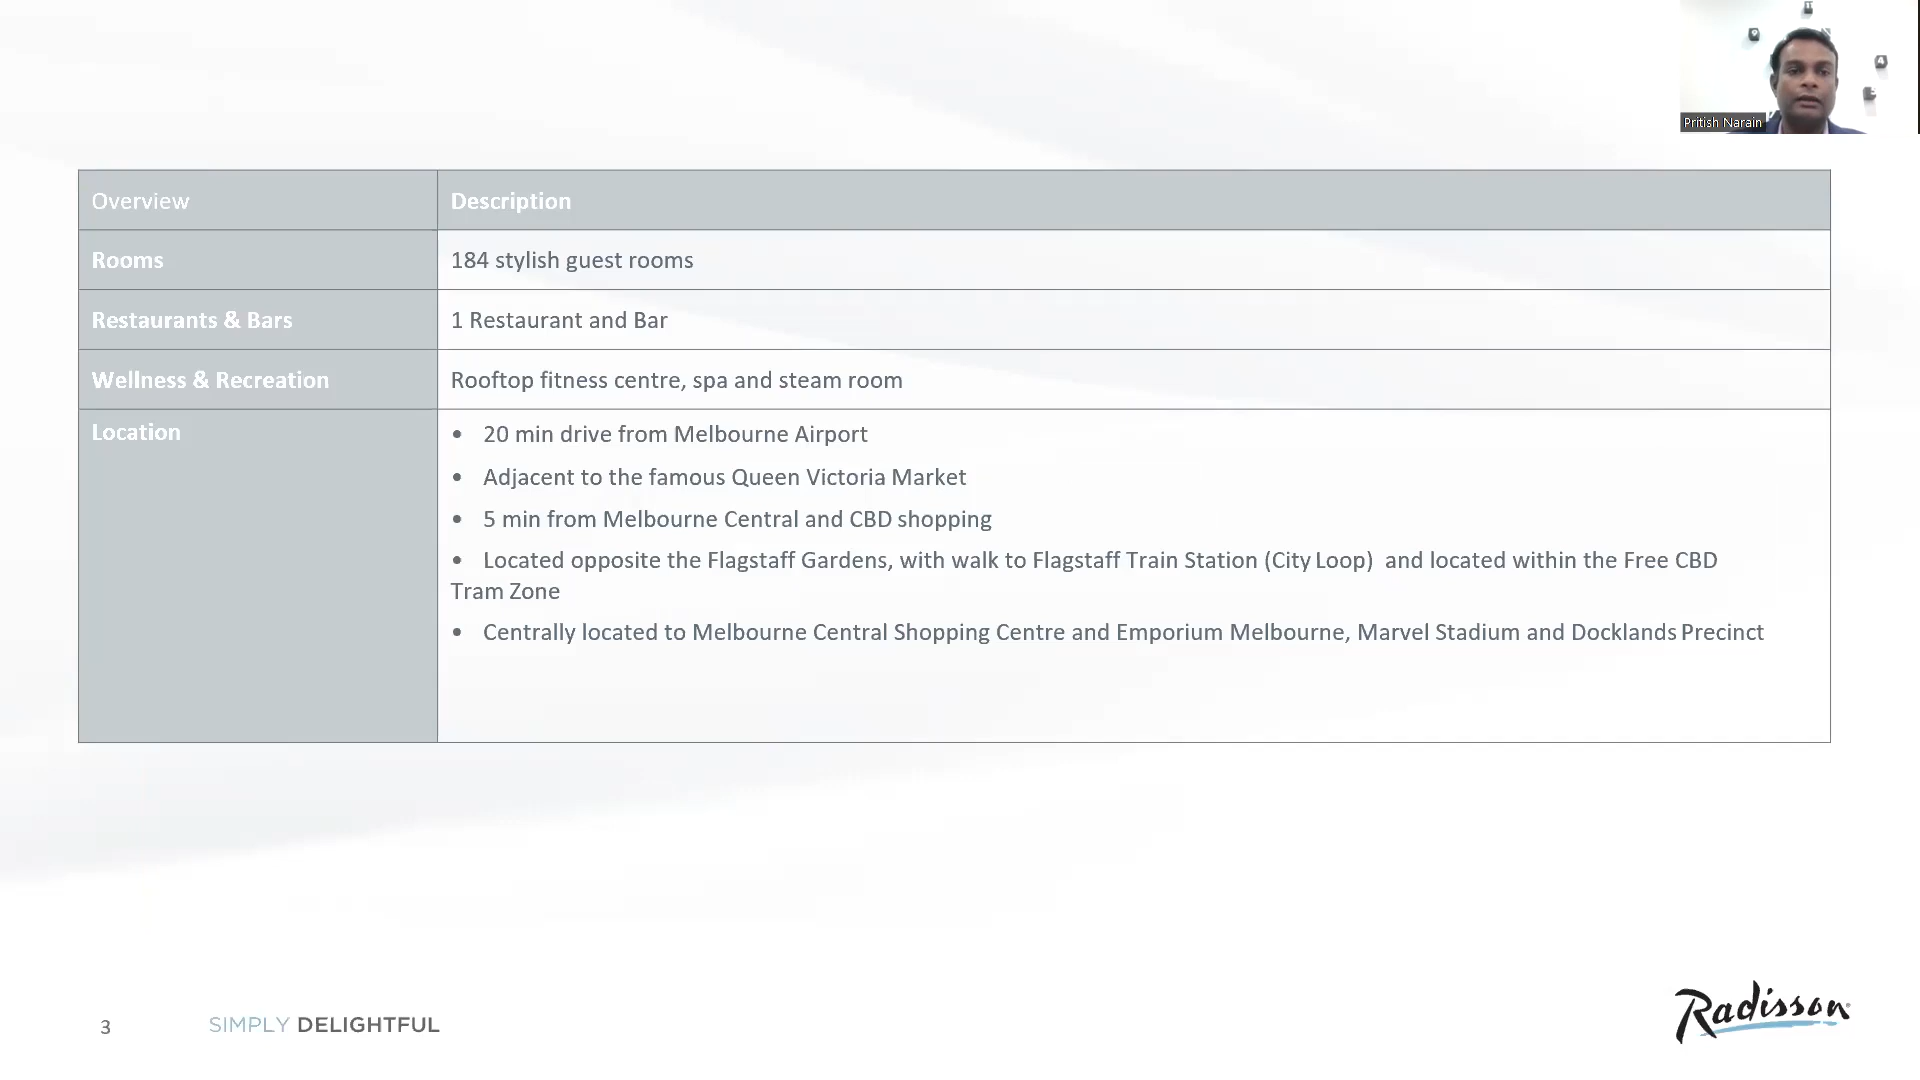 Pritish Narain
Overview
Description
Rooms
184 stylish guest rooms
Restaurants & Bars
1 Restaurant and Bar
Wellness & Recreation
Rooftop fitness centre, spa and steam room
Location
• 20 min drive from Melbourne Airport
• Adjacent to the famous Queen Victoria Market
• 5 min from Melbourne Central and CBD shopping
• Located opposite the Flagstaff Gardens, with walk to Flagstaff Train Station (City Loop) and located within the Free CBD
Tram Zone
• Centrally located to Melbourne Central Shopping Centre and Emporium Melbourne, Marvel Stadium and Docklands Precinct
3
SIMPLY DELIGHTFUL
Radisson